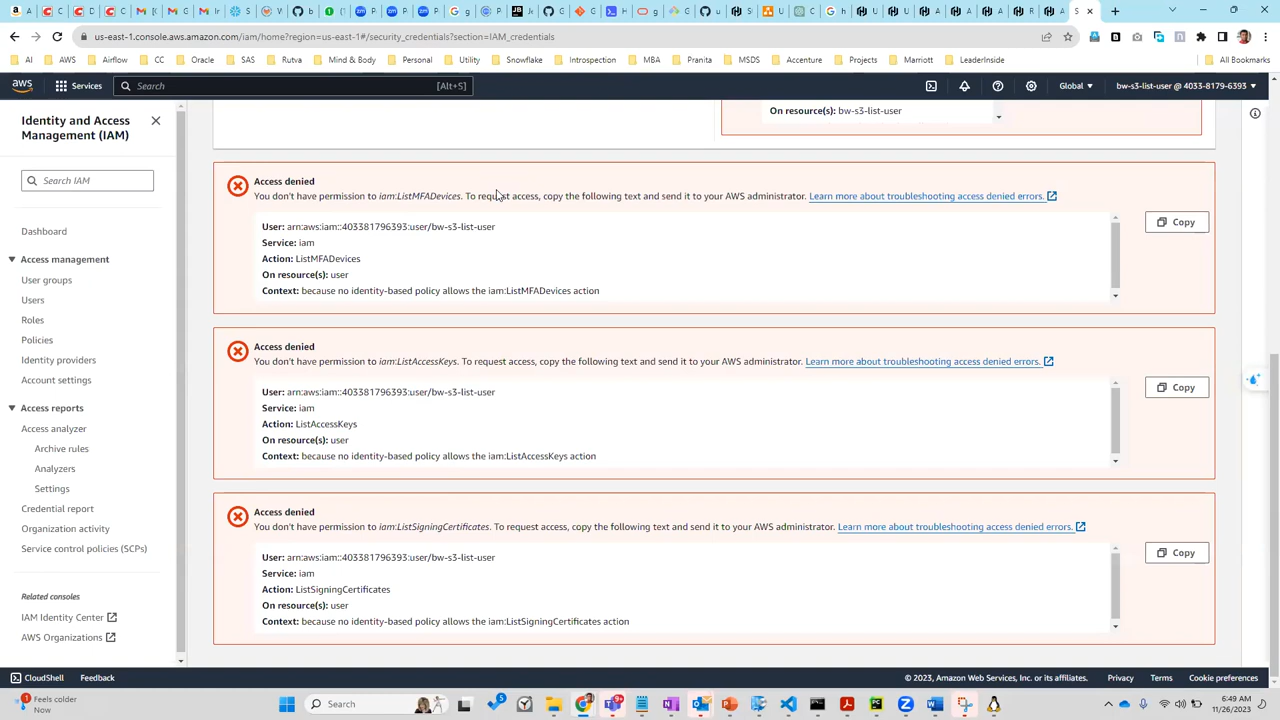 us-east-1.console.aws.amazon.com/iam/home?region=us-east-1#/security_credentials?section=IAM_credentials
AI AWS Airflow CC Oracle SAS Rutva Mind & Body Personal Utility Snowflake Introspection MBA Pranita MSDS Accenture Projects Marriott LeaderInside All Bookmarks
aws Services Search [Alt+S] Global bw-s3-list-user @ 4033-8179-6393
Identity and Access
Management (IAM)
Search IAM
Dashboard
Access management
User groups
Users
Roles
Policies
Identity providers
Account settings
Access reports
Access analyzer
Archive rules
Analyzers
Settings
Credential report
Organization activity
Service control policies (SCPs)
Related consoles
IAM Identity Center
AWS Organizations
On resource(s): bw-s3-list-user
Access denied
You don't have permission to iam:ListMFADevices. To request access, copy the following text and send it to your AWS administrator. Learn more about troubleshooting access denied errors.
Copy
User: arn:aws:iam::403381796393:user/bw-s3-list-user
Service: iam
Action: ListMFADevices
On resource(s): user
Context: because no identity-based policy allows the iam:ListMFADevices action
Access denied
You don't have permission to iam:ListAccessKeys. To request access, copy the following text and send it to your AWS administrator. Learn more about troubleshooting access denied errors.
Copy
User: arn:aws:iam::403381796393:user/bw-s3-list-user
Service: iam
Action: ListAccessKeys
On resource(s): user
Context: because no identity-based policy allows the iam:ListAccessKeys action
Access denied
You don't have permission to iam:ListSigningCertificates. To request access, copy the following text and send it to your AWS administrator. Learn more about troubleshooting access denied errors.
Copy
User: arn:aws:iam::403381796393:user/bw-s3-list-user
Service: iam
Action: ListSigningCertificates
On resource(s): user
Context: because no identity-based policy allows the iam:ListSigningCertificates action
CloudShell Feedback © 2023, Amazon Web Services, Inc. or its affiliates. Privacy Terms Cookie preferences
Feels colder
Now
Search
6:49 AM
11/26/2023